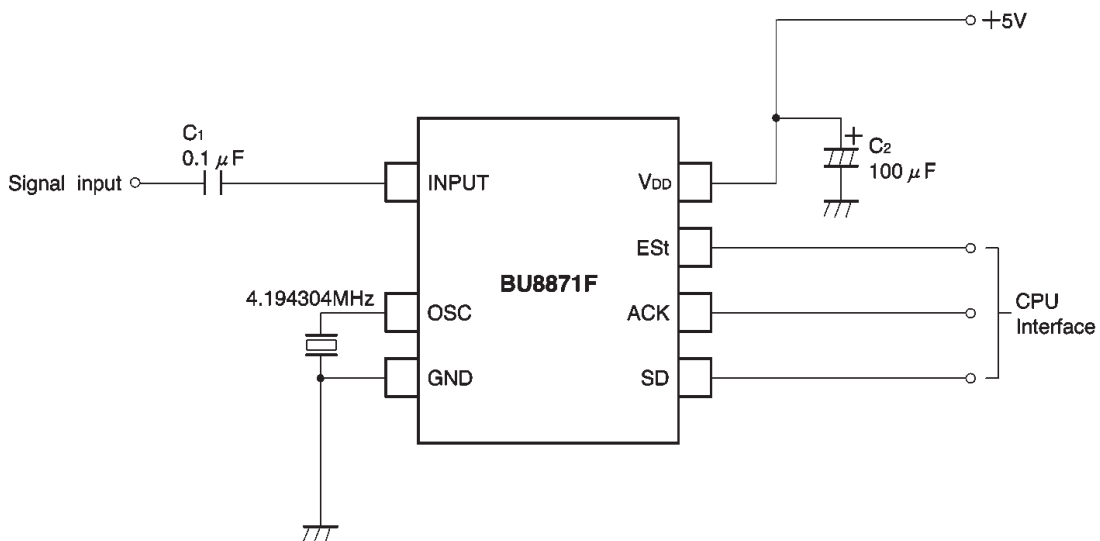 +5V
C1
0.1 μF
Signal input
INPUT
VDD
+
C2
100 μF
ESt
BU8871F
4.194304MHz
OSC
ACK
CPU
Interface
GND
SD